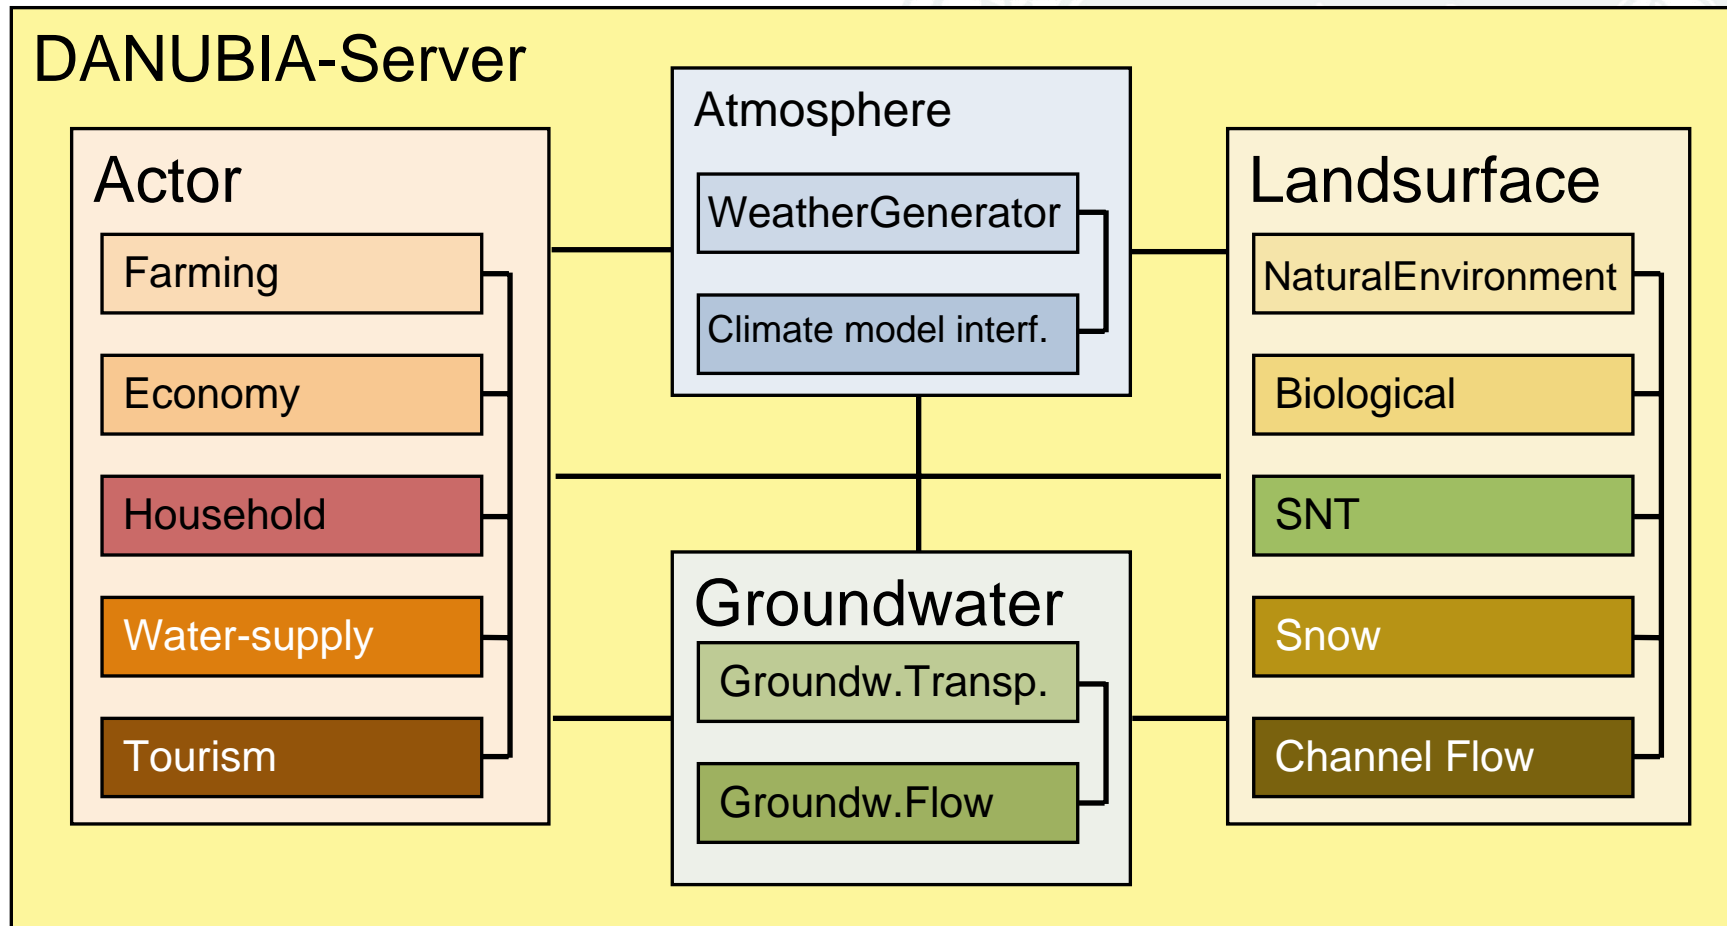 DANUBIA-Server
Actor
Farming
Economy
Household
Water-supply
Tourism
Atmosphere
WeatherGenerator
Climate model interf.
Groundwater
Groundw.Transp.
Groundw.Flow
Landsurface
NaturalEnvironment
Biological
SNT
Snow
Channel Flow